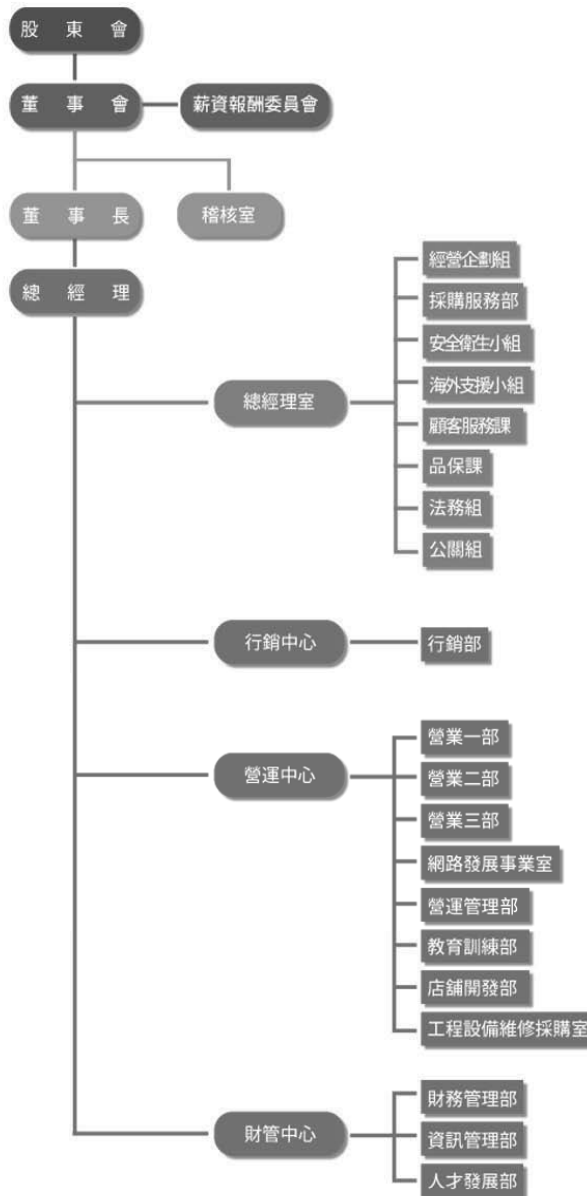 股東會
董事會
薪資報酬委員會
董事長
稽核室
總經理
總經理室
經營企劃組
採購服務部
安全衛生小組
海外支援小組
顧客服務課
品保課
法務組
公關組
行銷中心
行銷部
營運中心
營業一部
營業二部
營業三部
網路發展事業室
營運管理部
教育訓練部
店舖開發部
工程設備維修採購室
財管中心
財務管理部
資訊管理部
人才發展部